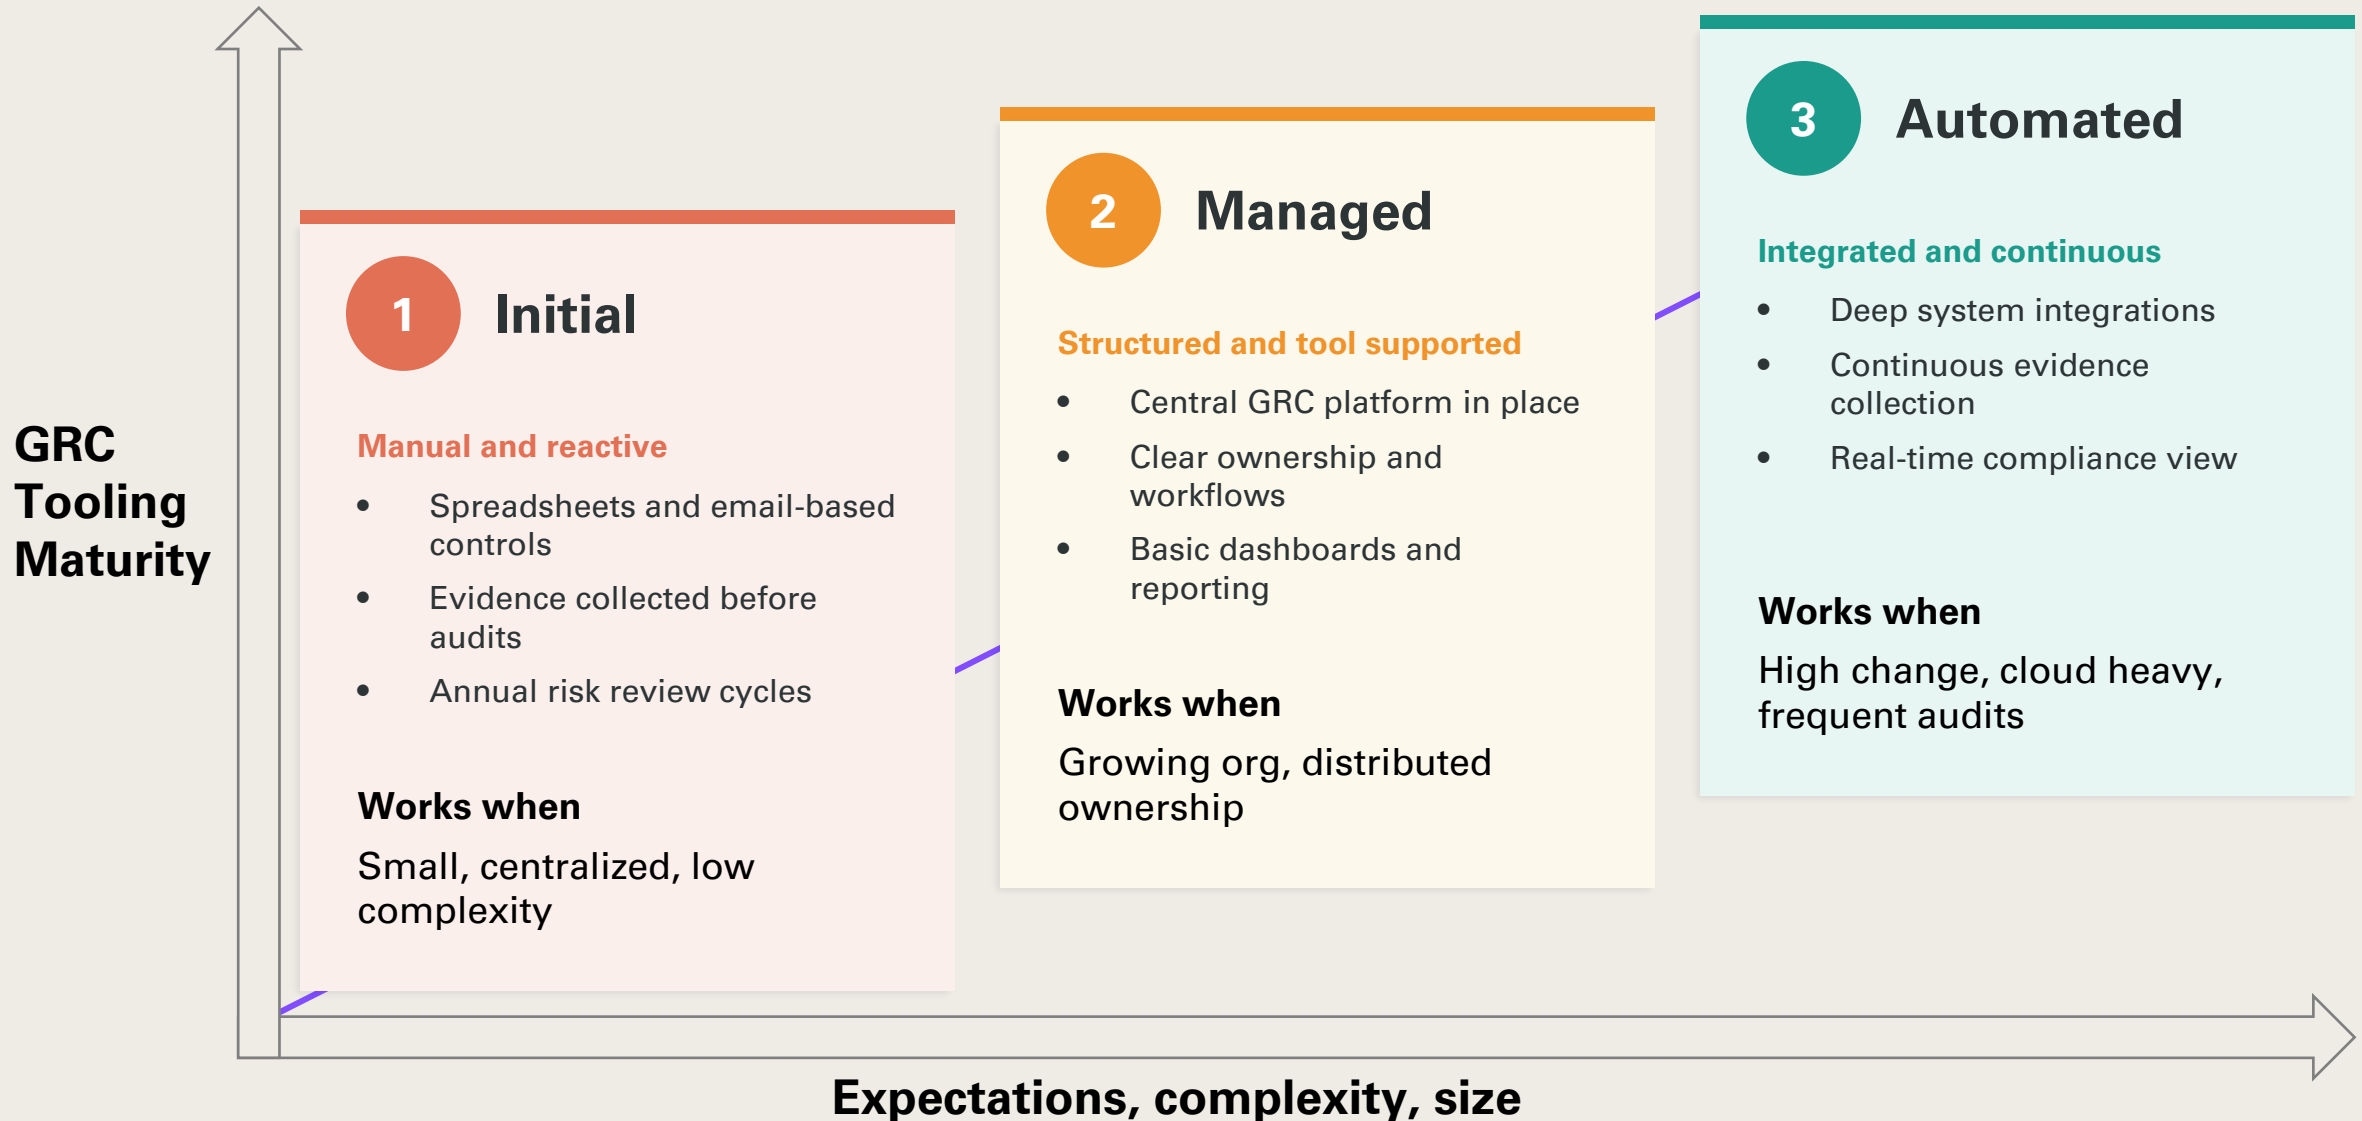 GRC
Tooling
Maturity
1
Initial
Manual and reactive
• Spreadsheets and email-based
controls
• Evidence collected before
audits
• Annual risk review cycles
Works when
Small, centralized, low
complexity
2
Managed
Structured and tool supported
• Central GRC platform in place
• Clear ownership and
workflows
• Basic dashboards and
reporting
Works when
Growing org, distributed
ownership
3
Automated
Integrated and continuous
• Deep system integrations
• Continuous evidence
collection
• Real-time compliance view
Works when
High change, cloud heavy,
frequent audits
Expectations, complexity, size